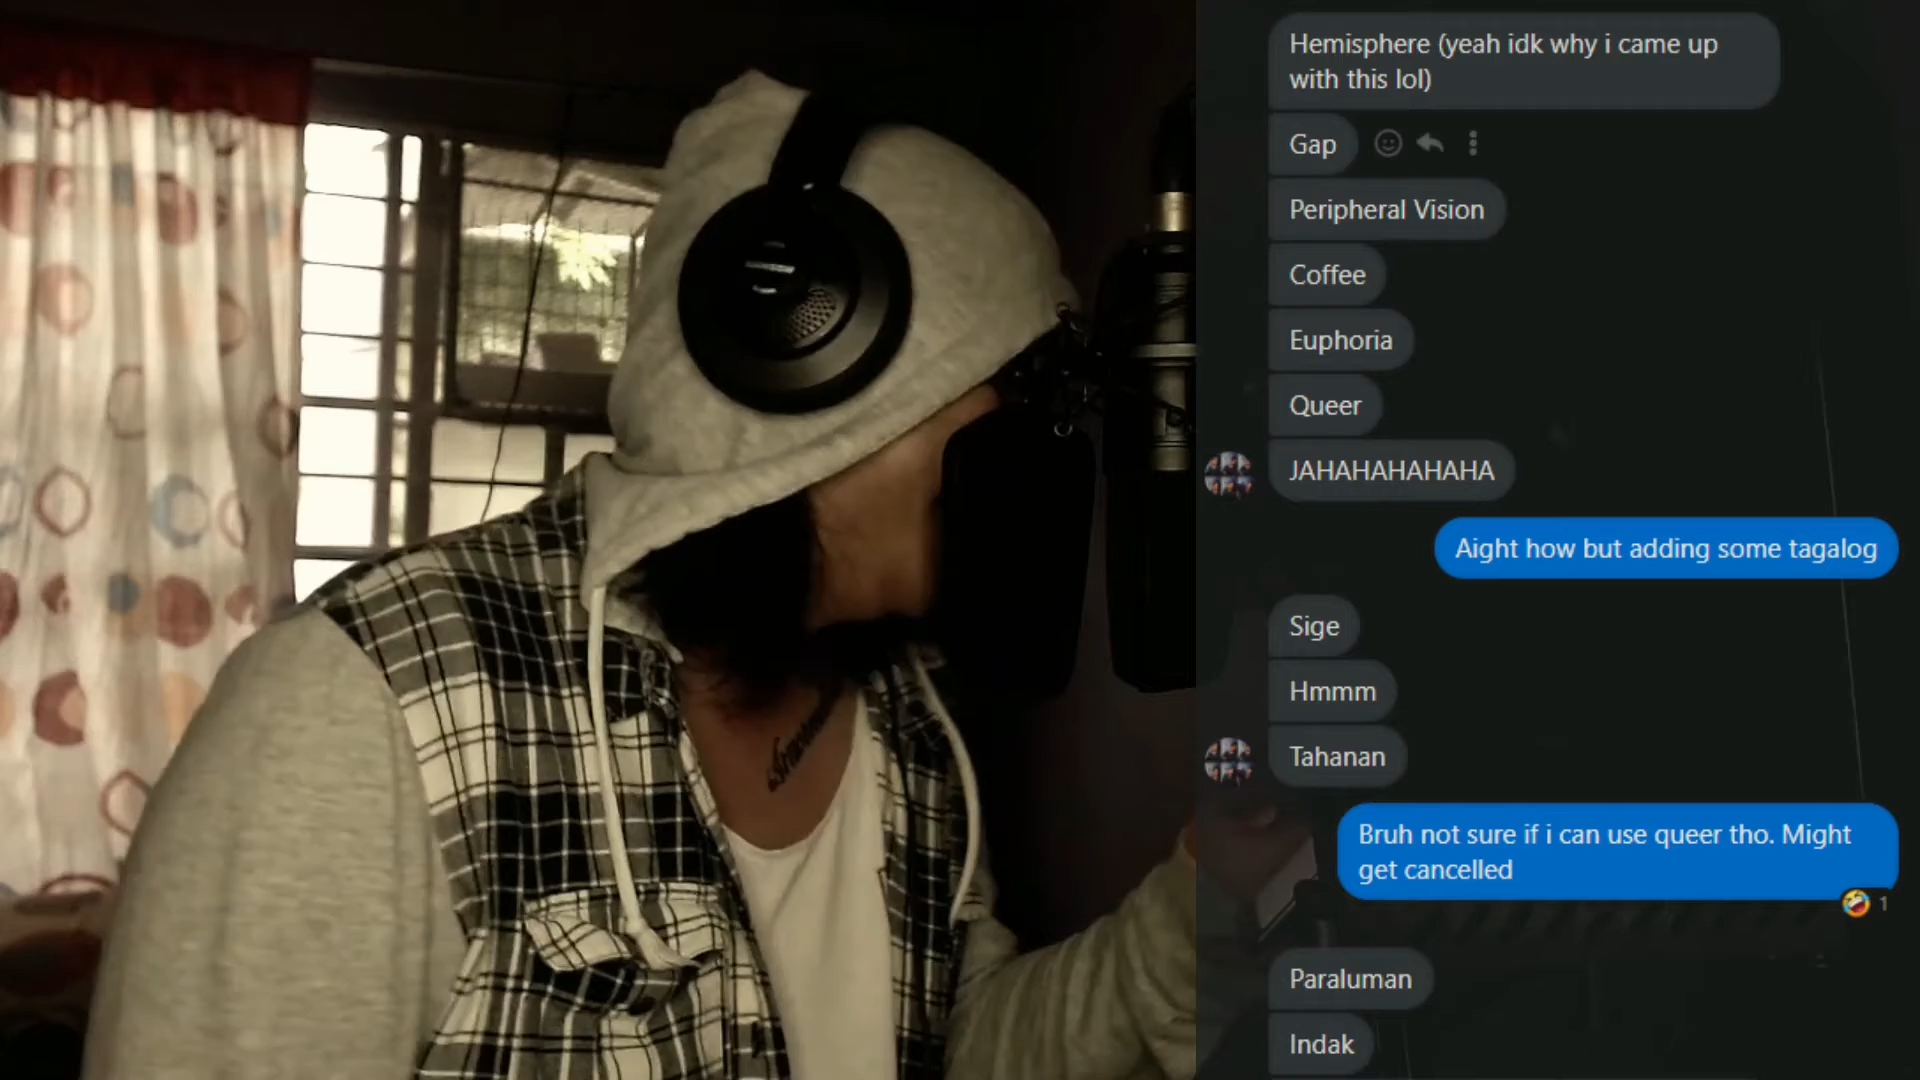 Hemisphere (yeah idk why i came up
with this lol)
Gap
Peripheral Vision
Coffee
Euphoria
Queer
JAHAHAHAHAHA
Aight how but adding some tagalog
Sige
Hmmm
Tahanan
Bruh not sure if i can use queer tho. Might
get cancelled
1
Paraluman
Indak